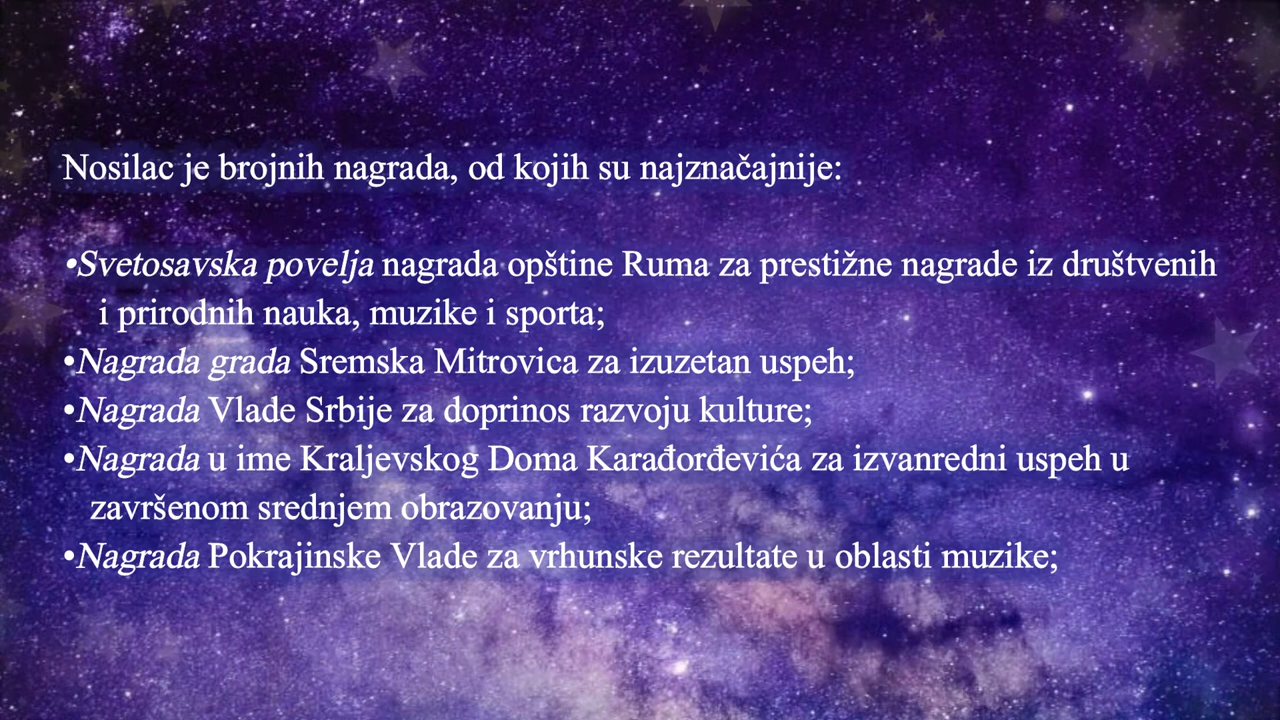 Nosilac je brojnih nagrada, od kojih su najznačajnije:
•Svetosavska povelja nagrada opštine Ruma za prestižne nagrade iz društvenih
i prirodnih nauka, muzike i sporta;
•Nagrada grada Sremska Mitrovica za izuzetan uspeh;
•Nagrada Vlade Srbije za doprinos razvoju kulture;
•Nagrada u ime Kraljevskog Doma Karađorđevića za izvanredni uspeh u
završenom srednjem obrazovanju;
•Nagrada Pokrajinske Vlade za vrhunske rezultate u oblasti muzike;